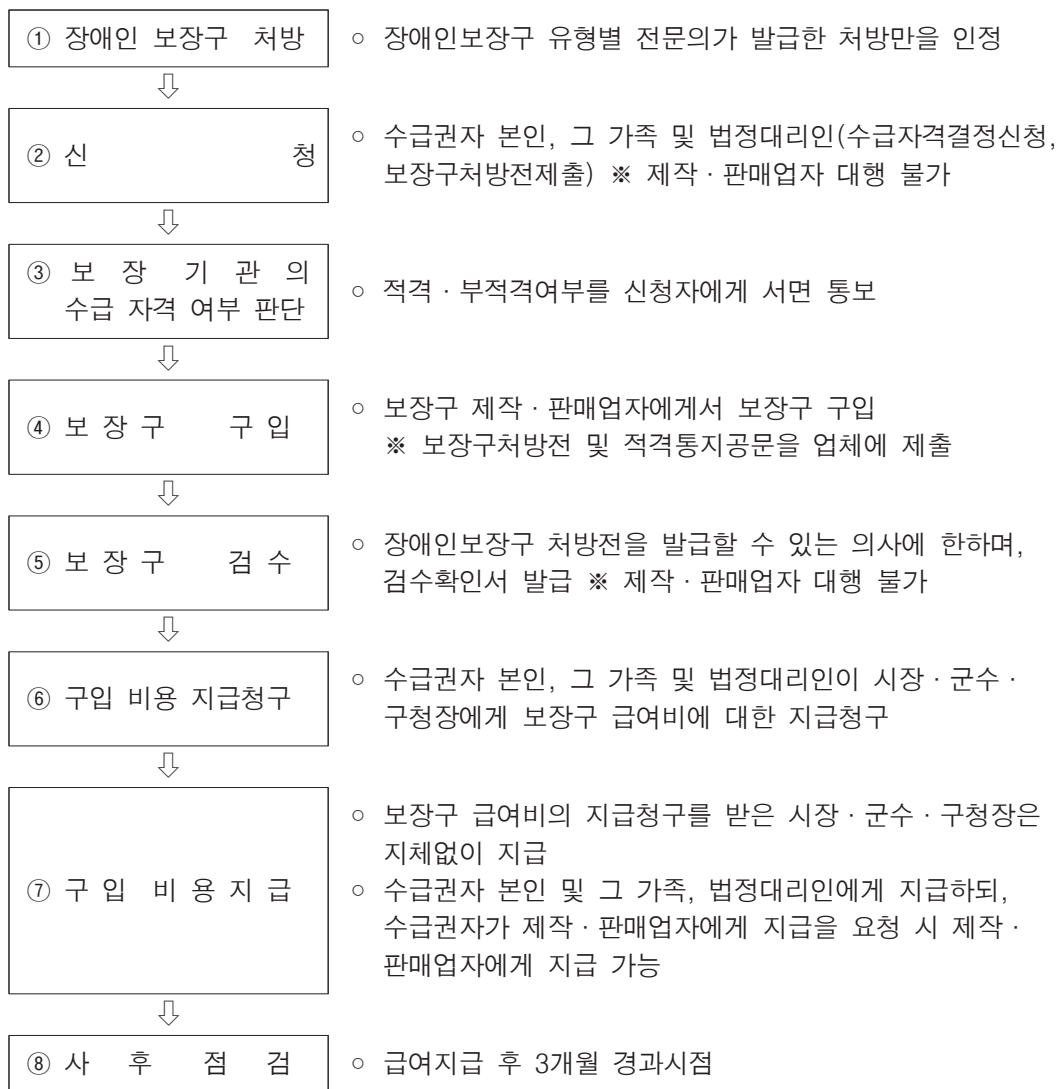 ① 장애인 보장구 처방
○ 장애인보장구 유형별 전문의가 발급한 처방만을 인정
⇩
② 신 청
○ 수급권자 본인, 그 가족 및 법정대리인(수급자격결정신청,
보장구처방전제출) ※ 제작·판매업자 대행 불가
⇩
③ 보 장 기 관 의
수급 자격 여부 판단
○ 적격·부적격여부를 신청자에게 서면 통보
⇩
④ 보 장 구 구 입
○ 보장구 제작·판매업자에게서 보장구 구입
※ 보장구처방전 및 적격통지공문을 업체에 제출
⇩
⑤ 보 장 구 검 수
○ 장애인보장구 처방전을 발급할 수 있는 의사에 한하며,
검수확인서 발급 ※ 제작·판매업자 대행 불가
⇩
⑥ 구입 비용 지급청구
○ 수급권자 본인, 그 가족 및 법정대리인이 시장·군수·
구청장에게 보장구 급여비에 대한 지급청구
⇩
⑦ 구 입 비 용 지 급
○ 보장구 급여비의 지급청구를 받은 시장·군수·구청장은
지체없이 지급
○ 수급권자 본인 및 그 가족, 법정대리인에게 지급하되,
수급권자가 제작·판매업자에게 지급을 요청 시 제작·
판매업자에게 지급 가능
⇩
⑧ 사 후 점 검
○ 급여지급 후 3개월 경과시점